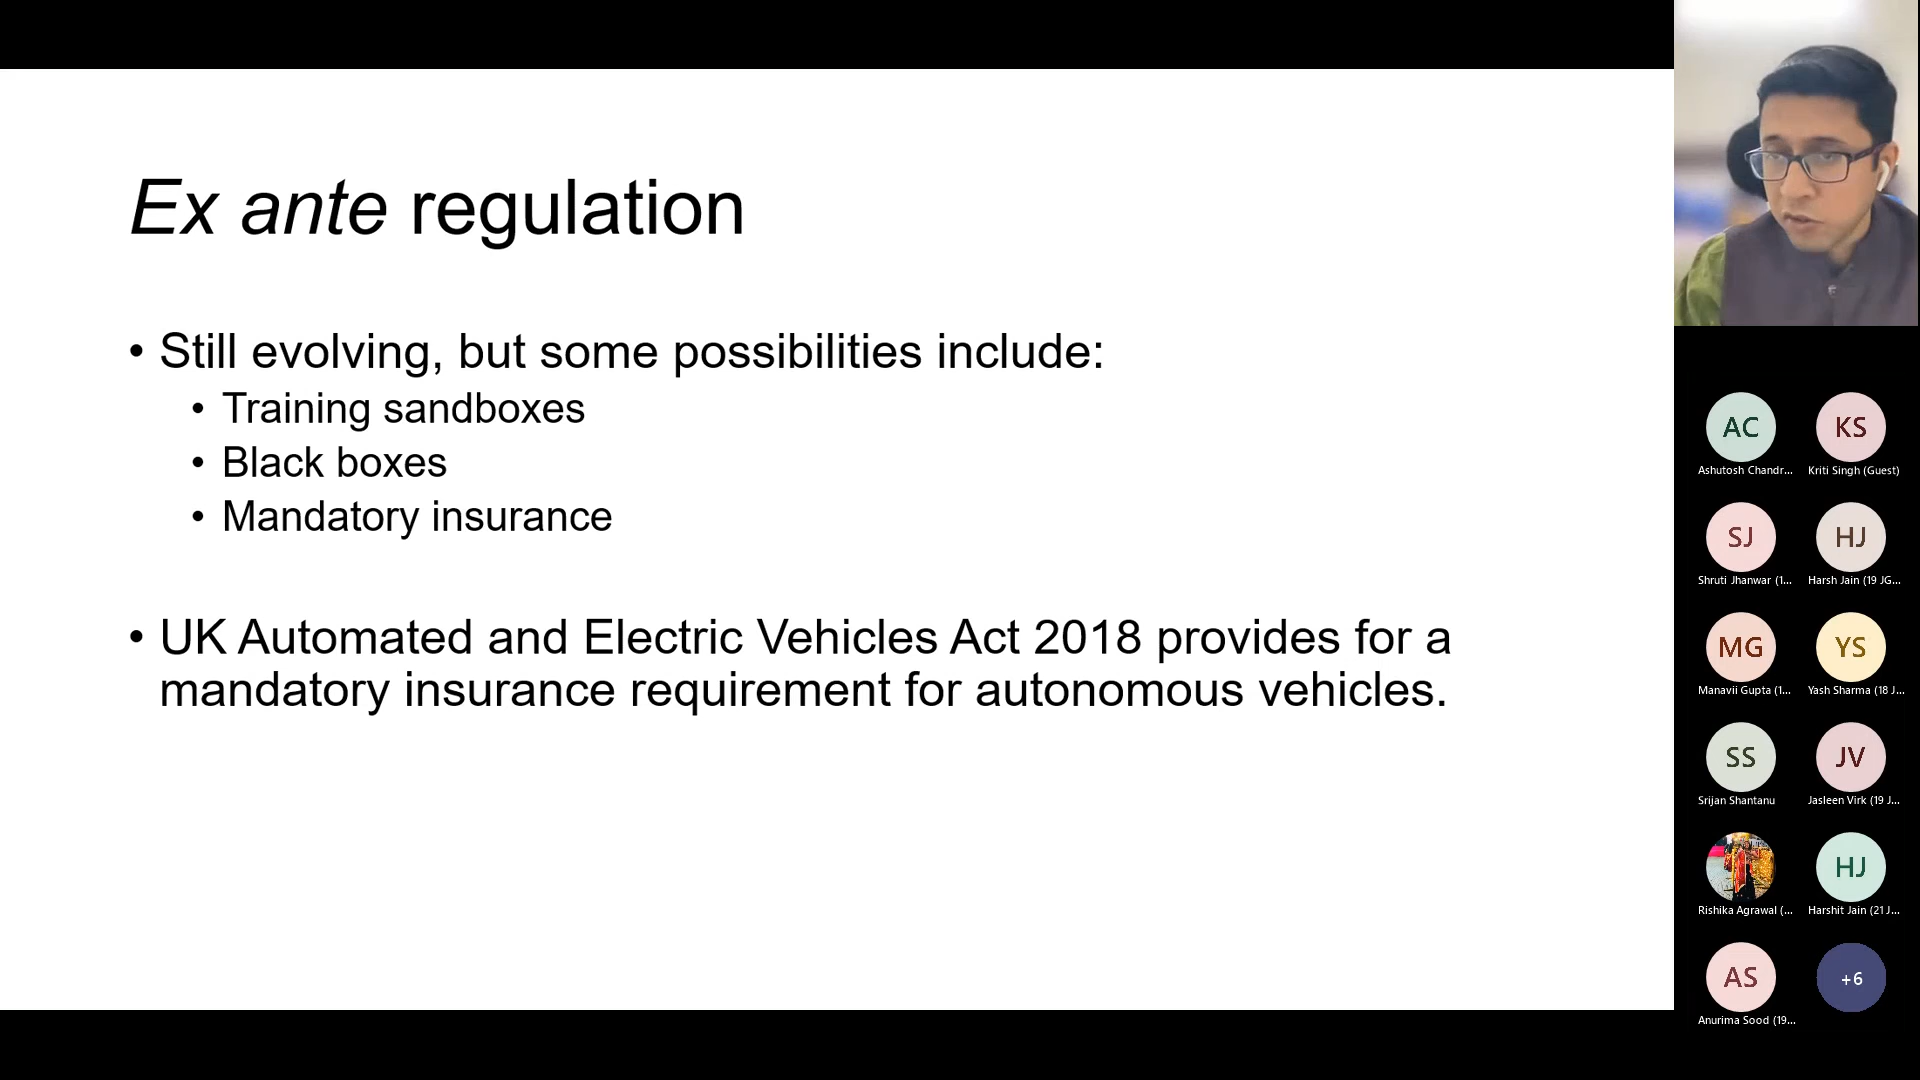 Ex ante regulation
• Still evolving, but some possibilities include:
• Training sandboxes
• Black boxes
• Mandatory insurance
• UK Automated and Electric Vehicles Act 2018 provides for a
mandatory insurance requirement for autonomous vehicles.
AC KS
Ashutosh Chandr... Kriti Singh (Guest)
SJ HJ
Shruti Jhanwar (1... Harsh Jain (19 JG...
MG YS
Manavii Gupta (1... Yash Sharma (18 J...
SS JV
Srijan Shantanu Jasleen Virk (19 J...
HJ
Rishika Agrawal (... Harshit Jain (21 J...
AS +6
Anurima Sood (19...